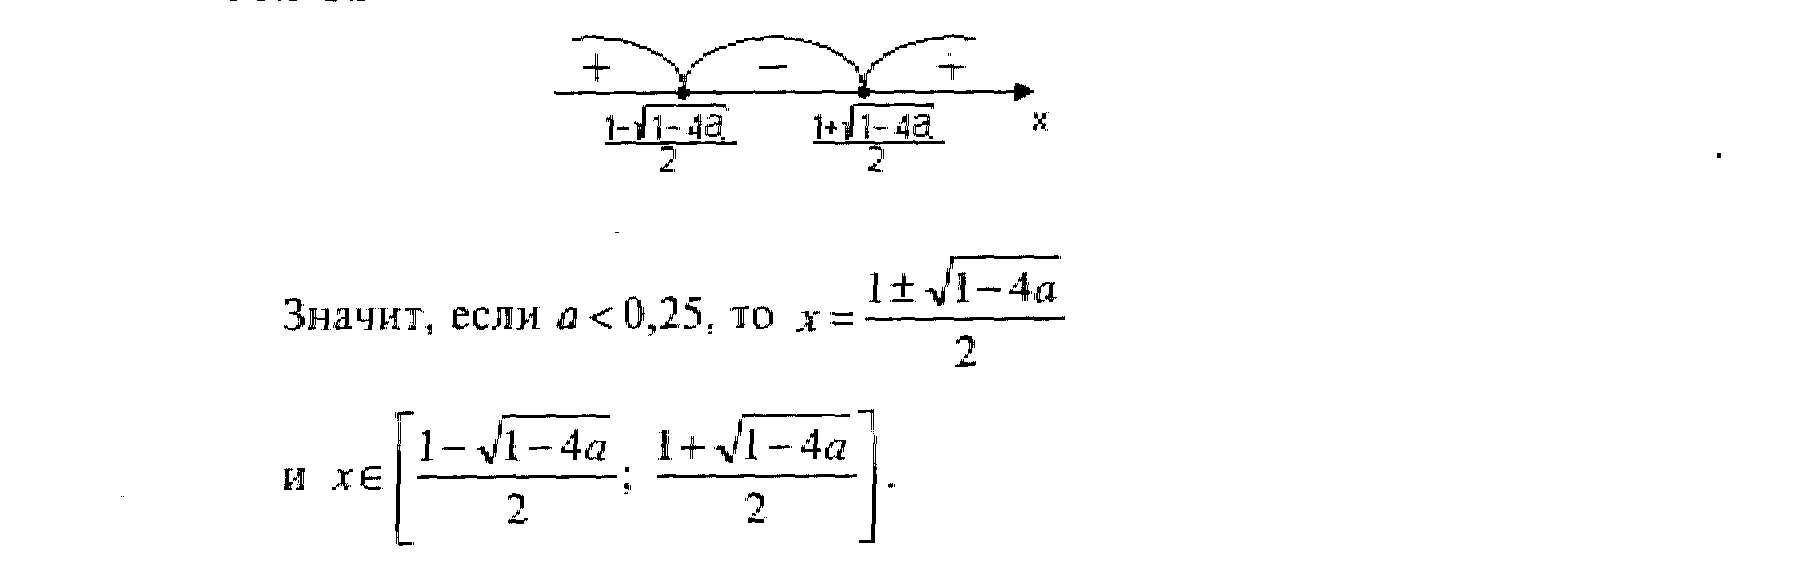 + − +
(1−√(1−4a))/2 (1+√(1−4a))/2 x
Значит, если a < 0,25, то x = (1±√(1−4a))/2
и x∈[(1−√(1−4a))/2; (1+√(1−4a))/2].